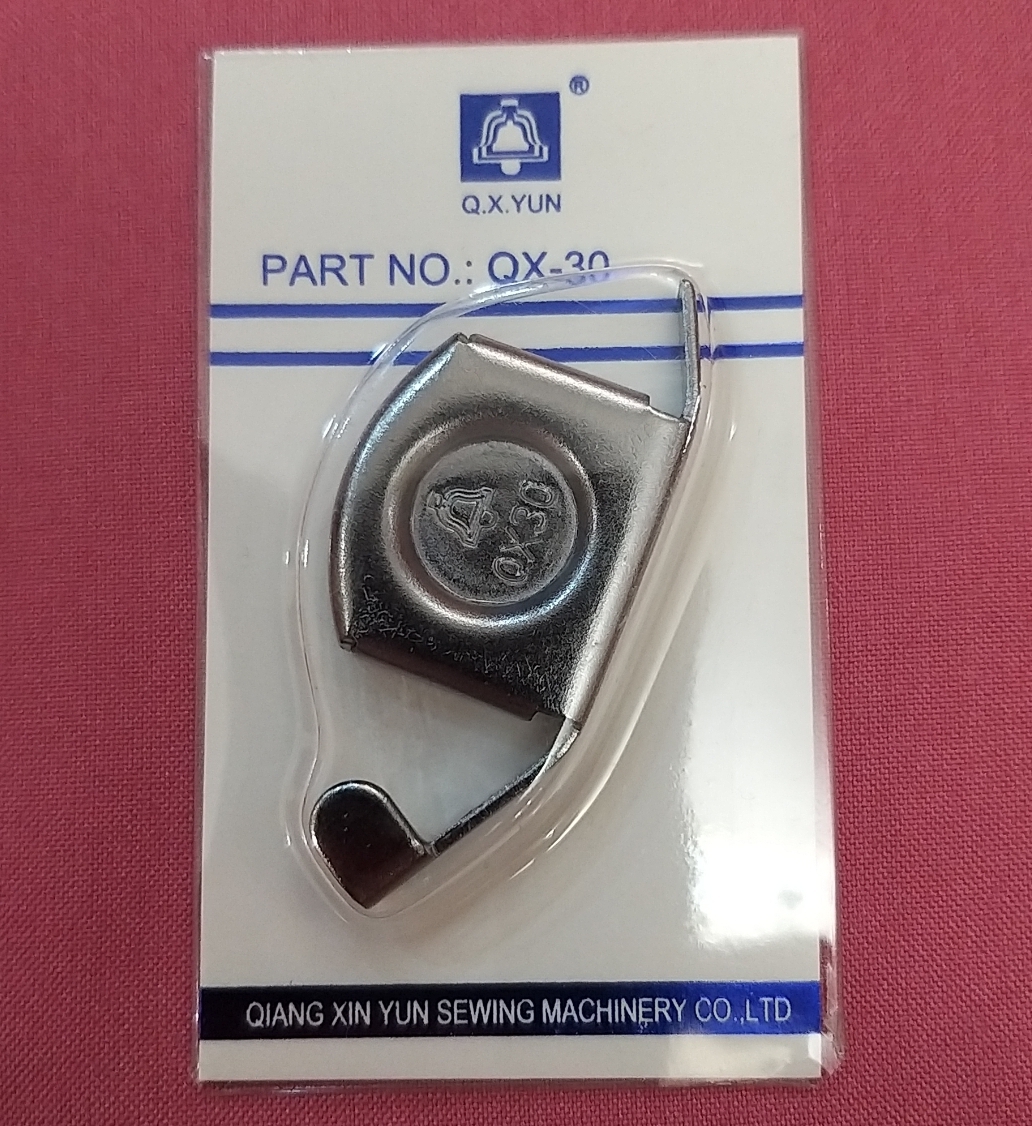 ®
Q.X.YUN
PART NO.: QX-30
QX30
QIANG XIN YUN SEWING MACHINERY CO.,LTD